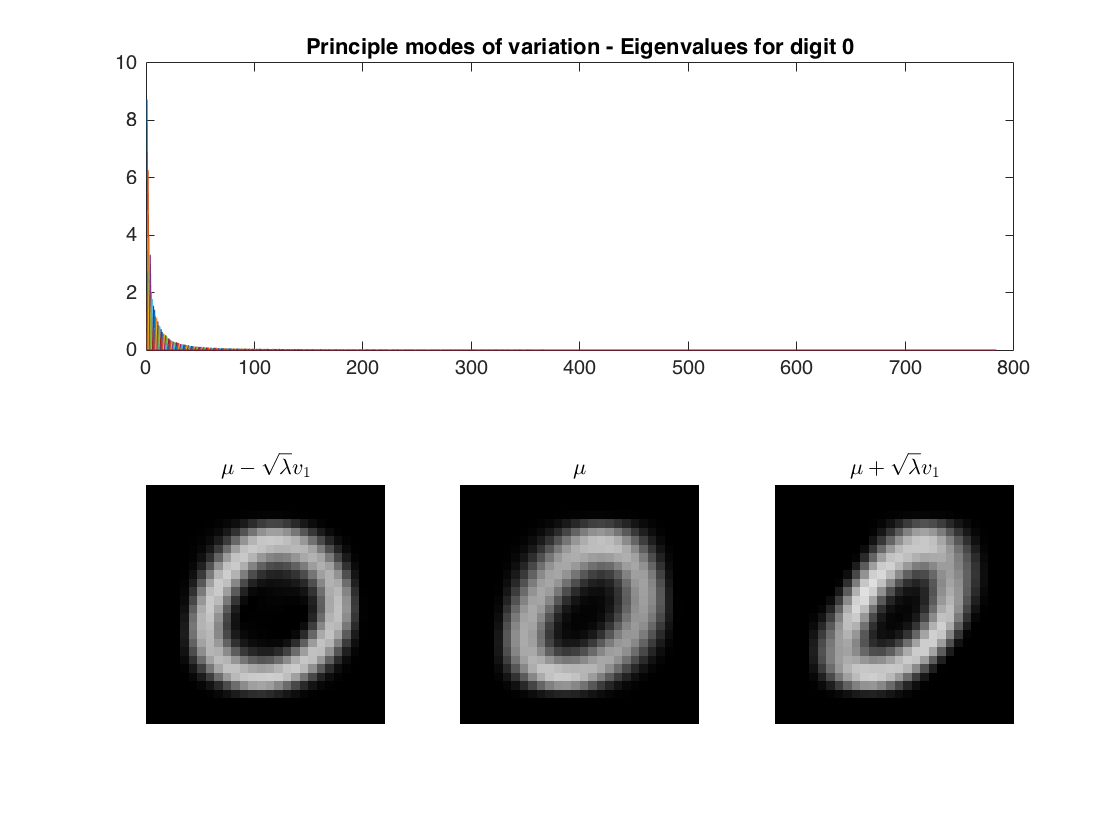 Principle modes of variation - Eigenvalues for digit 0
10
8
6
4
2
0
0 100 200 300 400 500 600 700 800
μ − √λv₁ μ μ + √λv₁